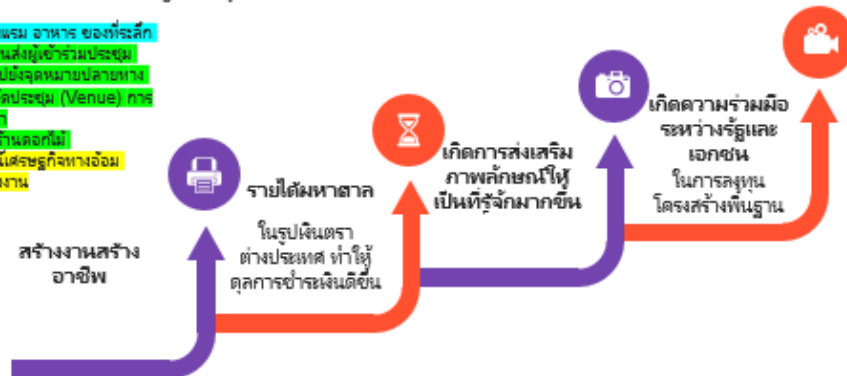 แรม อาหาร ของที่ระลึก
นส่งผู้เข้าร่วมประชุม
ปยังจุดหมายปลายทาง
ัดประชุม (Venue) การ
้านดอกไม้
เศรษฐกิจทางอ้อม
งาน
สร้างงานสร้าง
อาชีพ
รายได้มหาศาล
ในรูปเงินตรา
ต่างประเทศ ทำให้
ดุลการชำระเงินดีขึ้น
เกิดการส่งเสริม
ภาพลักษณ์ให้
เป็นที่รู้จักมากขึ้น
เกิดความร่วมมือ
ระหว่างรัฐและ
เอกชน
ในการลงทุน
โครงสร้างพื้นฐาน